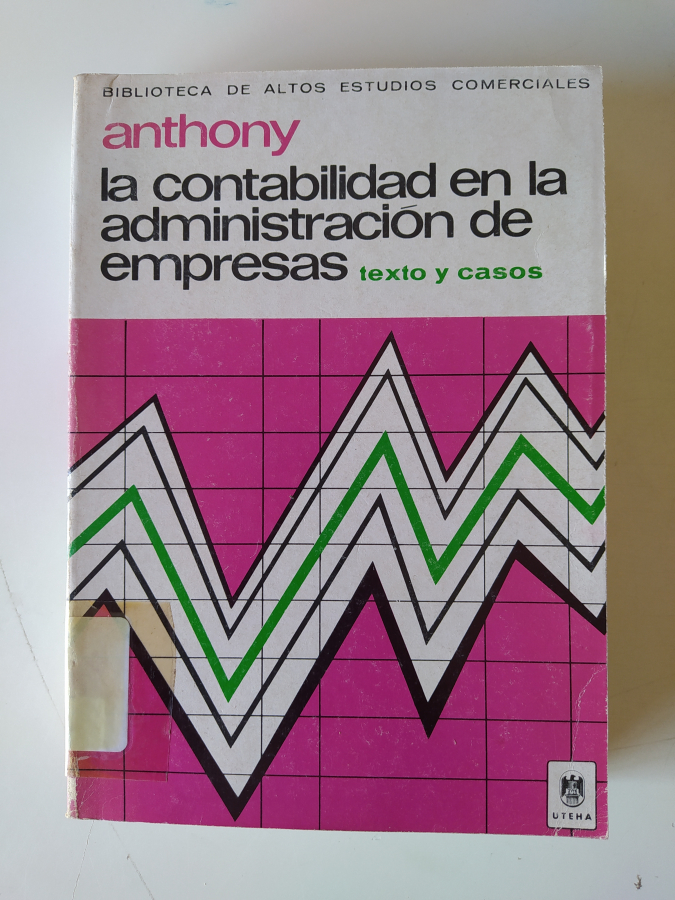 BIBLIOTECA DE ALTOS ESTUDIOS COMERCIALES
anthony
la contabilidad en la
administración de
empresas texto y casos
UTEHA